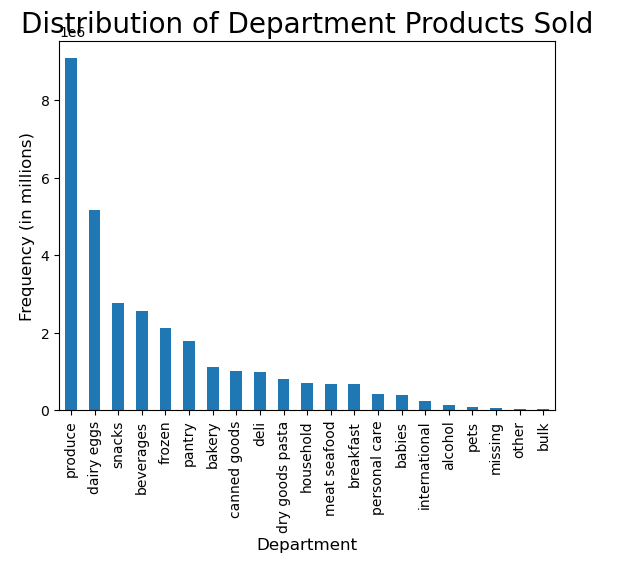 Distribution of Department Products Sold
1e6
8
6
4
2
0
Frequency (in millions)
produce
dairy eggs
snacks
beverages
frozen
pantry
bakery
canned goods
deli
dry goods pasta
household
meat seafood
breakfast
personal care
babies
international
alcohol
pets
missing
other
bulk
Department